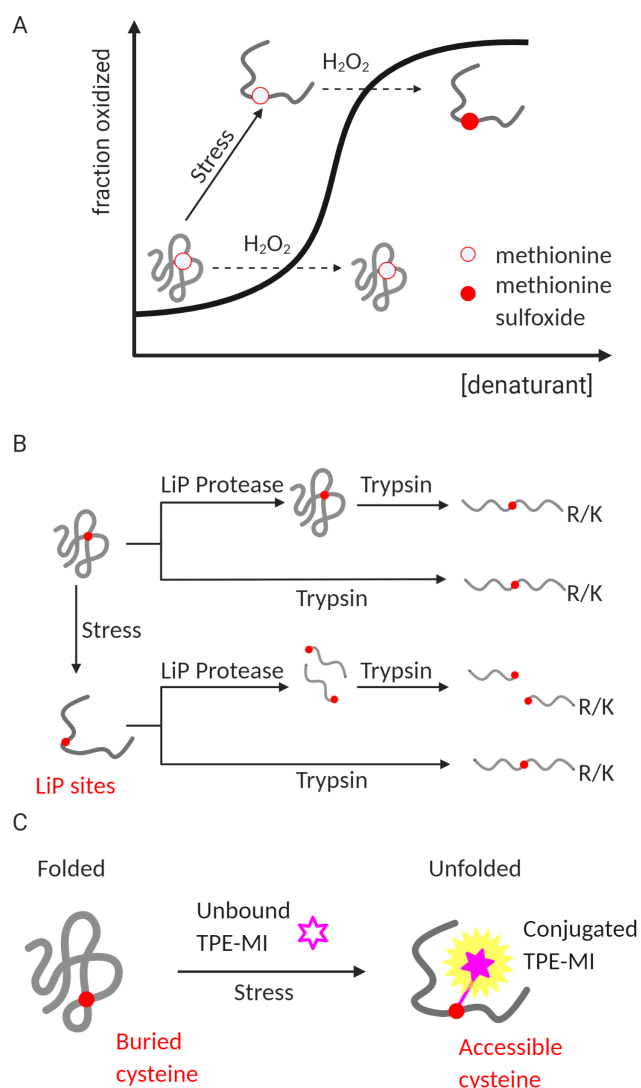 A
fraction oxidized
H₂O₂
Stress
H₂O₂
methionine
methionine
sulfoxide
[denaturant]
B
LiP Protease
Trypsin
R/K
Trypsin
R/K
Stress
LiP Protease
Trypsin
R/K
Trypsin
R/K
LiP sites
C
Folded
Unfolded
Unbound
TPE-MI
Stress
Conjugated
TPE-MI
Buried
cysteine
Accessible
cysteine